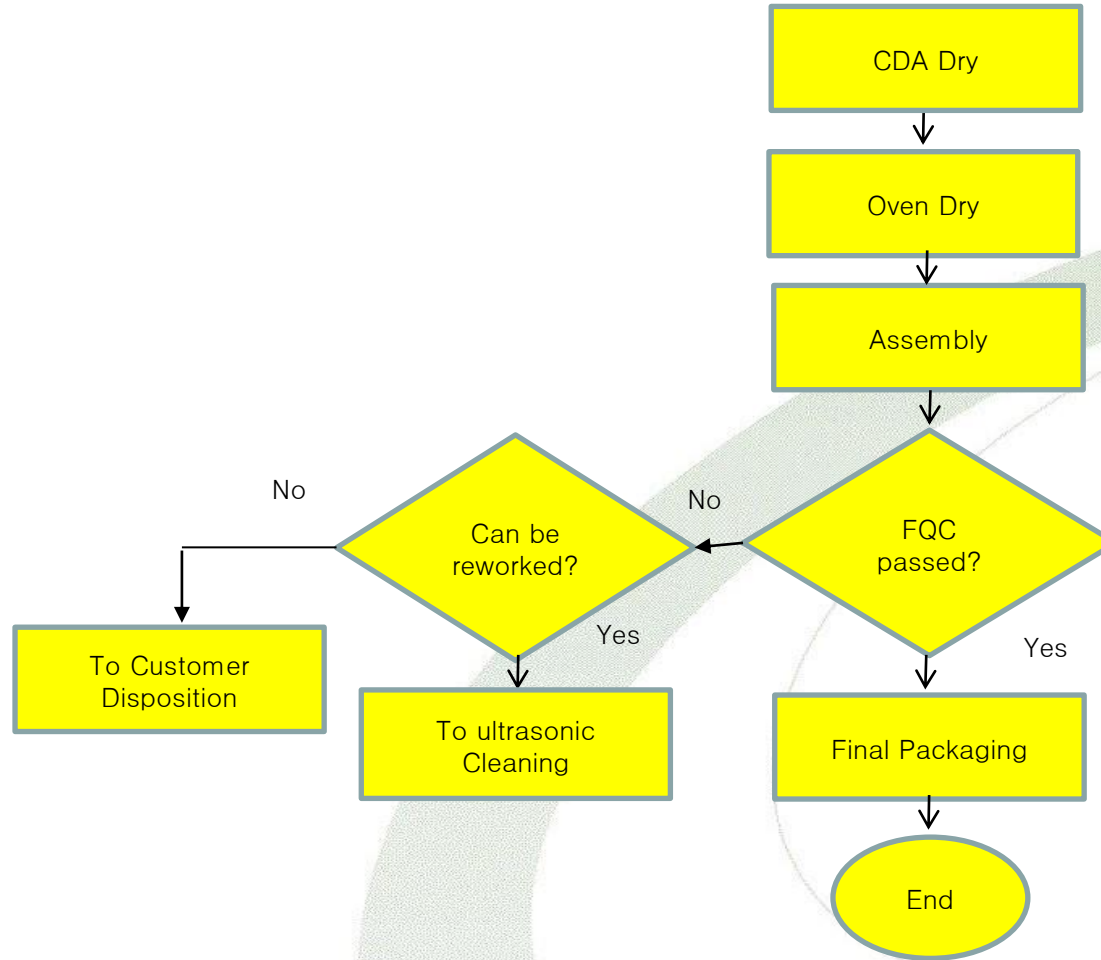 CDA Dry
Oven Dry
Assembly
FQC
passed?
No
Can be
reworked?
No
To Customer
Disposition
Yes
To ultrasonic
Cleaning
Yes
Final Packaging
End